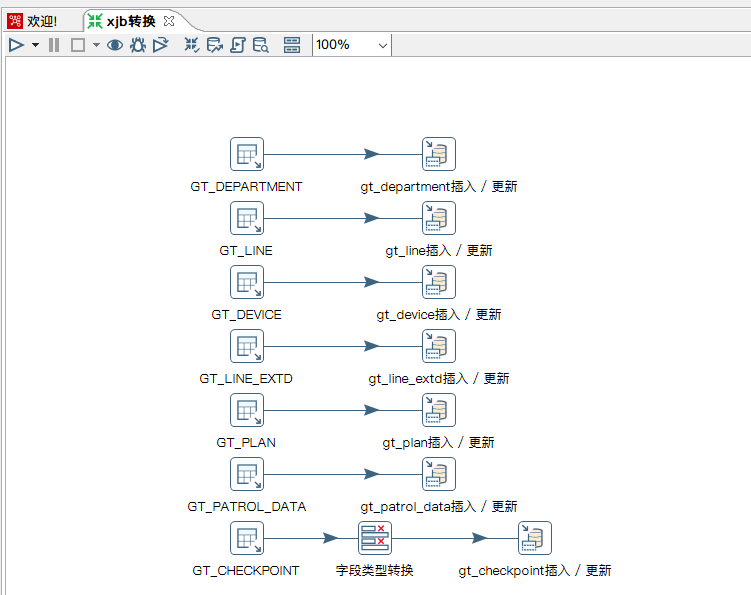 欢迎!
xjb转换
100%
GT_DEPARTMENT
gt_department插入 / 更新
GT_LINE
gt_line插入 / 更新
GT_DEVICE
gt_device插入 / 更新
GT_LINE_EXTD
gt_line_extd插入 / 更新
GT_PLAN
gt_plan插入 / 更新
GT_PATROL_DATA
gt_patrol_data插入 / 更新
GT_CHECKPOINT
字段类型转换
gt_checkpoint插入 / 更新